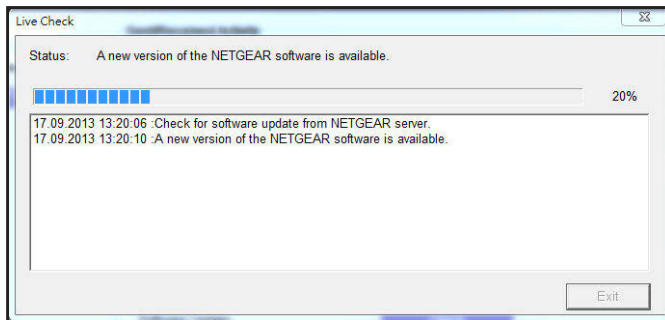 Live Check
Status: A new version of the NETGEAR software is available.
20%
17.09.2013 13:20:06 :Check for software update from NETGEAR server.
17.09.2013 13:20:10 :A new version of the NETGEAR software is available.
Exit